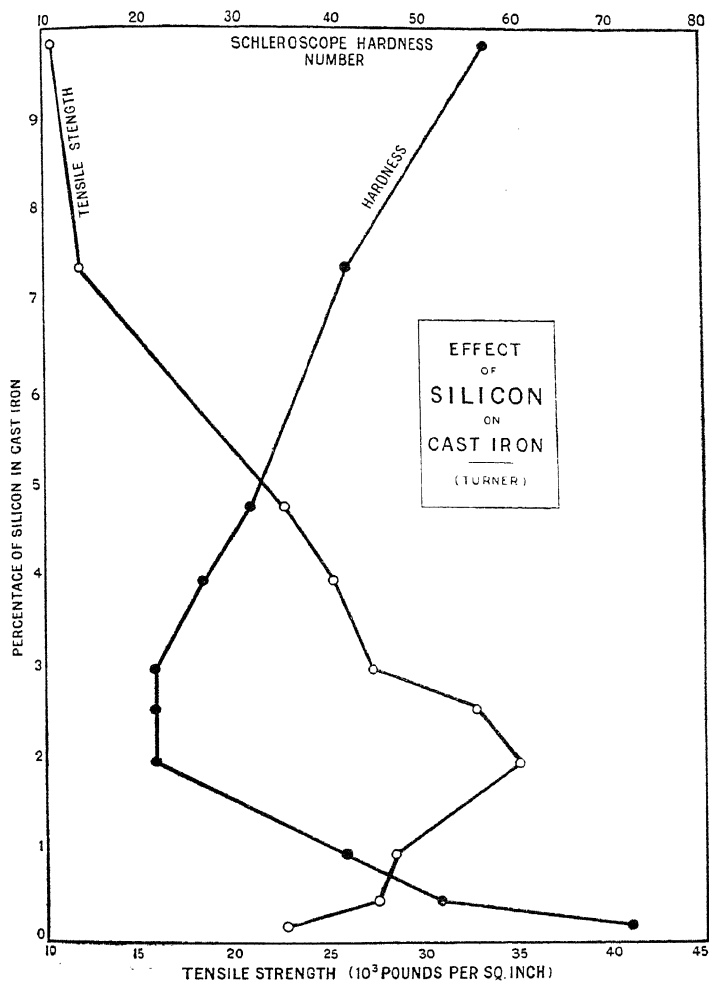 10 20 30 40 50 60 70 80
SCHLEROSCOPE HARDNESS
NUMBER
TENSILE STENGTH
HARDNESS
9
8
7
6
5
4
3
2
1
0
PERCENTAGE OF SILICON IN CAST IRON
EFFECT
OF
SILICON
ON
CAST IRON
(TURNER)
10 15 20 25 30 35 40 45
TENSILE STRENGTH (10³ POUNDS PER SQ. INCH)